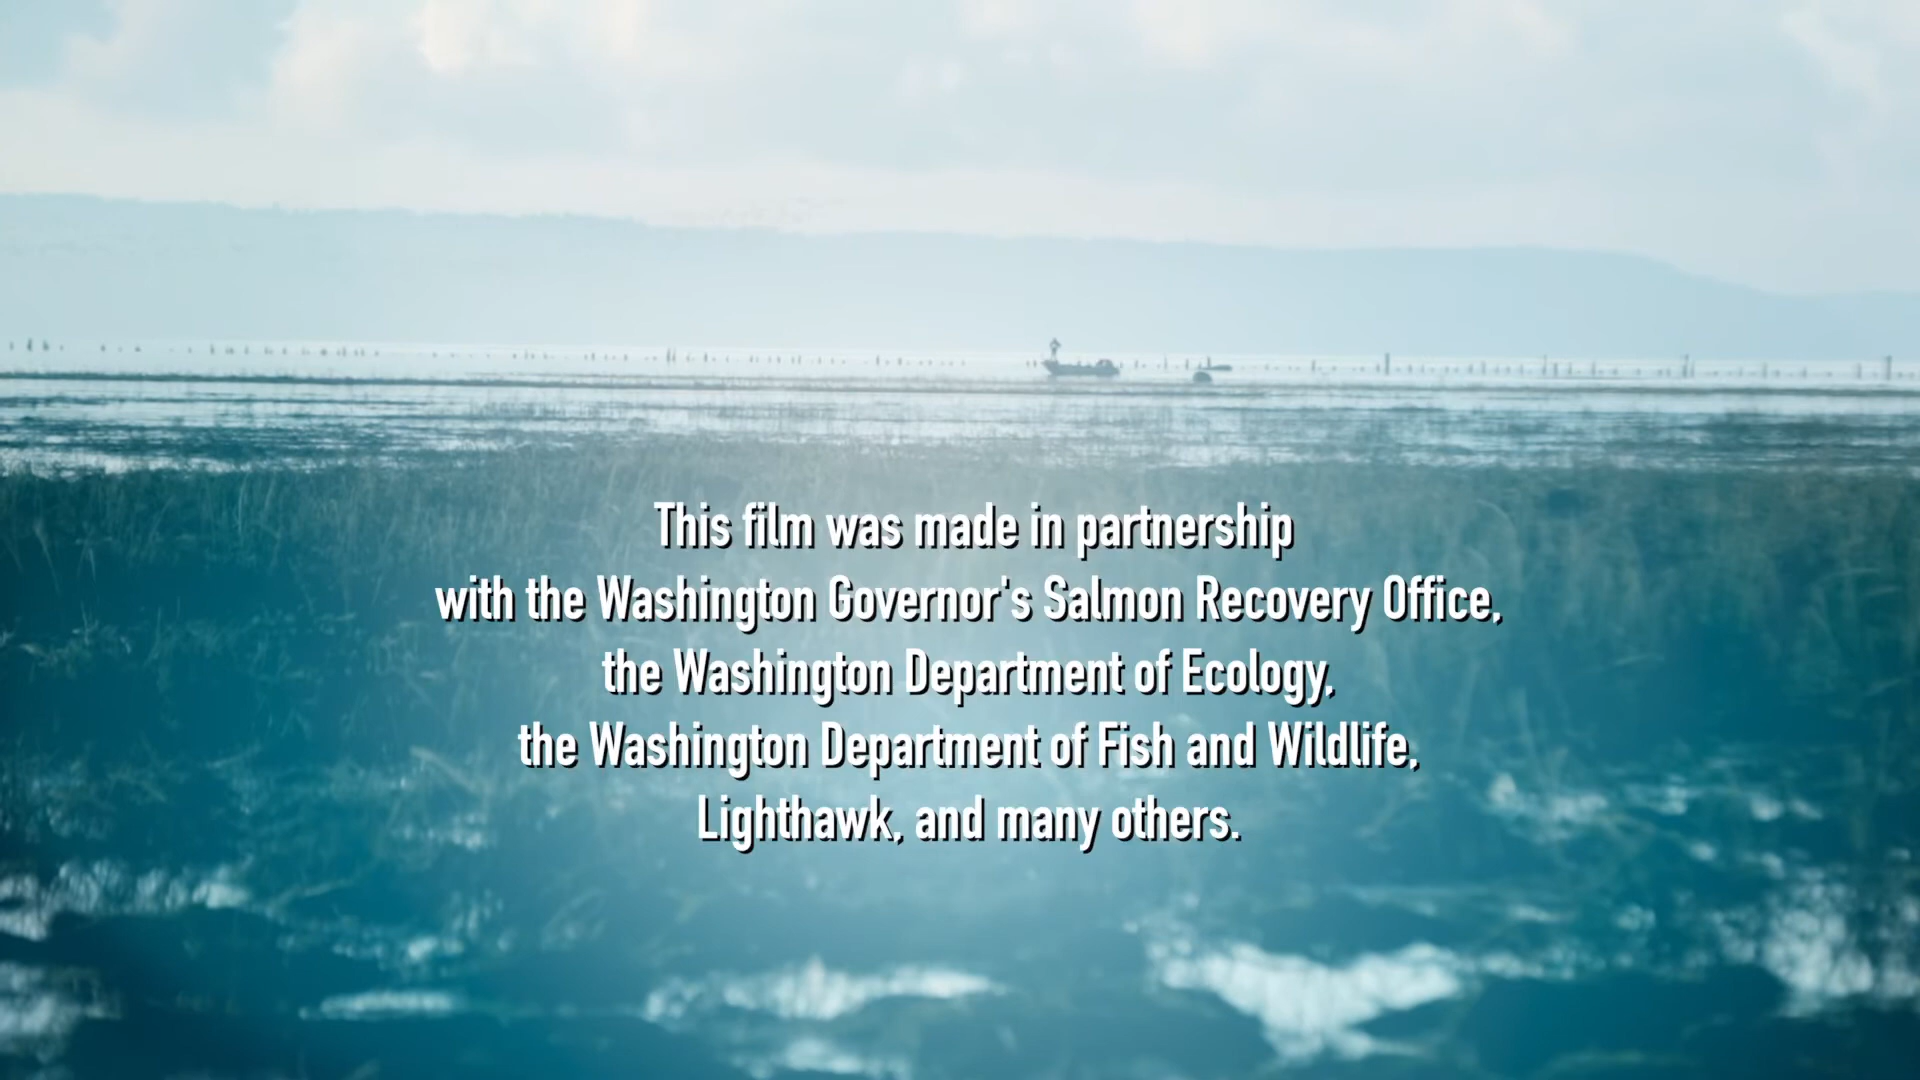 This film was made in partnership
with the Washington Governor's Salmon Recovery Office,
the Washington Department of Ecology,
the Washington Department of Fish and Wildlife,
Lighthawk, and many others.